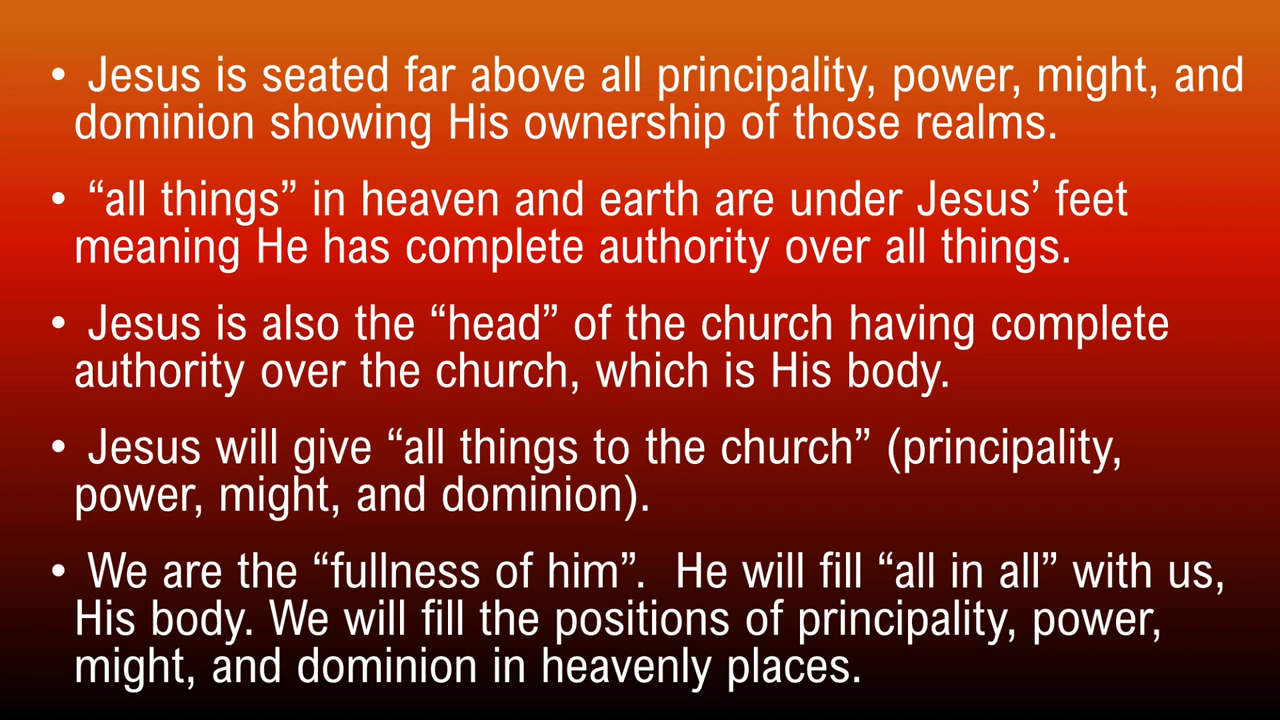 • Jesus is seated far above all principality, power, might, and
dominion showing His ownership of those realms.
• “all things” in heaven and earth are under Jesus’ feet
meaning He has complete authority over all things.
• Jesus is also the “head” of the church having complete
authority over the church, which is His body.
• Jesus will give “all things to the church” (principality,
power, might, and dominion).
• We are the “fullness of him”.  He will fill “all in all” with us,
His body. We will fill the positions of principality, power,
might, and dominion in heavenly places.